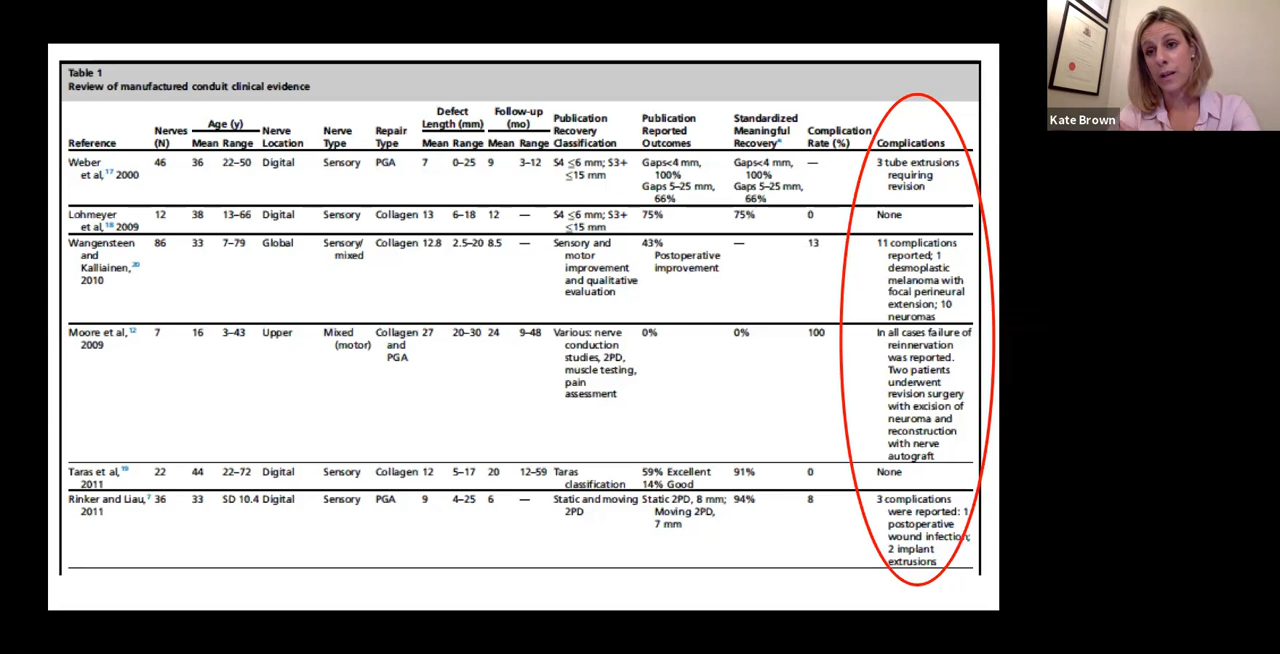 Table 1
Review of manufactured conduit clinical evidence
Reference Nerves (N) Age (y) Mean Range Nerve Location Nerve Type Repair Type Defect Length (mm) Mean Range Follow-up (mo) Mean Range Publication Recovery Classification Publication Reported Outcomes Standardized Meaningful Recovery* Complication Rate (%) Complications
Weber et al,17 2000 46 36 22–50 Digital Sensory PGA 7 0–25 9 3–12 S4 ≤6 mm; S3+ ≤15 mm Gaps<4 mm, 100% Gaps 5–25 mm, 66% Gaps<4 mm, 100% Gaps 5–25 mm, 66% — 3 tube extrusions requiring revision
Lohmeyer et al,18 2009 12 38 13–66 Digital Sensory Collagen 13 6–18 12 — S4 ≤6 mm; S3+ ≤15 mm 75% 75% 0 None
Wangensteen and Kalliainen,20 2010 86 33 7–79 Global Sensory/mixed Collagen 12.8 2.5–20 8.5 — Sensory and motor improvement and qualitative evaluation 43% Postoperative improvement — 13 11 complications reported; 1 desmoplastic melanoma with focal perineural extension; 10 neuromas
Moore et al,12 2009 7 16 3–43 Upper Mixed (motor) Collagen and PGA 27 20–30 24 9–48 Various: nerve conduction studies, 2PD, muscle testing, pain assessment 0% 0% 100 In all cases failure of reinnervation was reported. Two patients underwent revision surgery with excision of neuroma and reconstruction with nerve autograft
Taras et al,19 2011 22 44 22–72 Digital Sensory Collagen 12 5–17 20 12–59 Taras classification 59% Excellent 14% Good 91% 0 None
Rinker and Liau,7 2011 36 33 SD 10.4 Digital Sensory PGA 9 4–25 6 — Static and moving 2PD Static 2PD, 8 mm; Moving 2PD, 7 mm 94% 8 3 complications were reported: 1 postoperative wound infection; 2 implant extrusions
Kate Brown